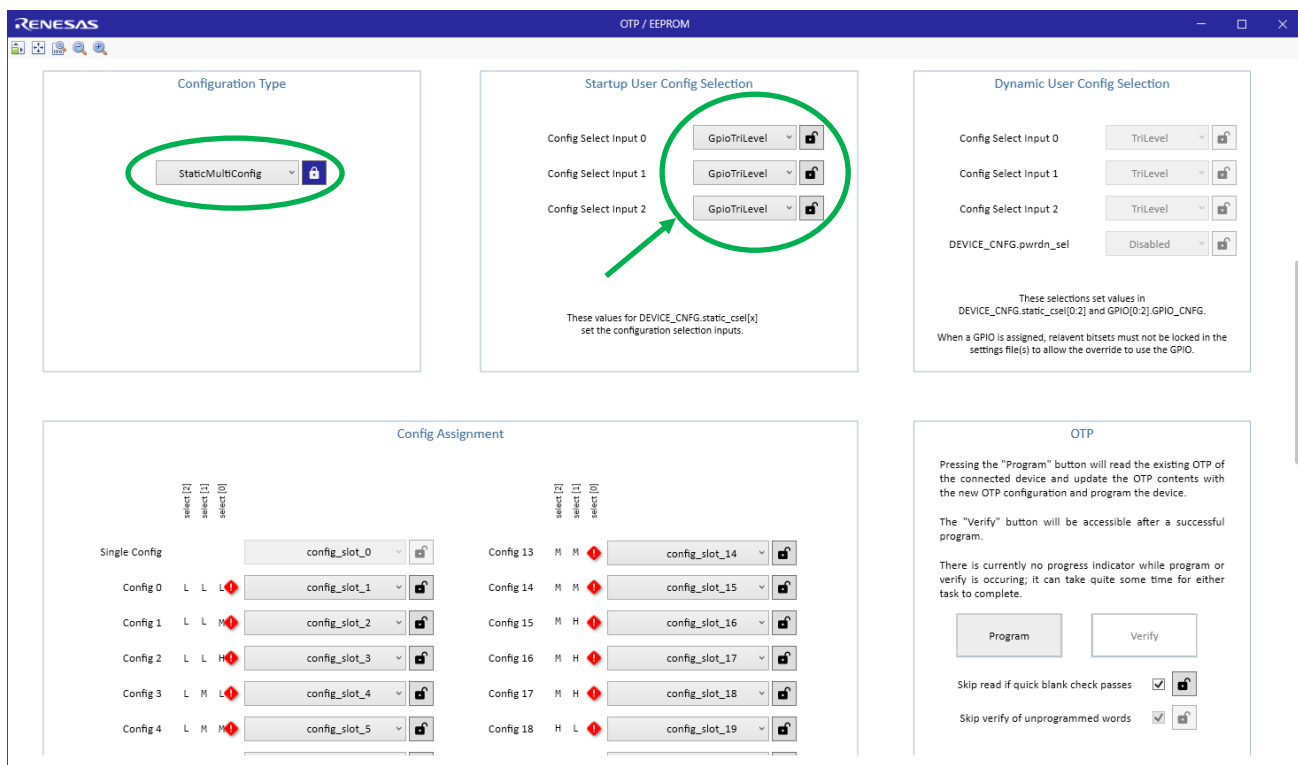 RENESAS
OTP / EEPROM
Configuration Type
StaticMultiConfig
Startup User Config Selection
Config Select Input 0 GpioTriLevel
Config Select Input 1 GpioTriLevel
Config Select Input 2 GpioTriLevel
These values for DEVICE_CNFG.static_csel[x]
set the configuration selection inputs.
Dynamic User Config Selection
Config Select Input 0 TriLevel
Config Select Input 1 TriLevel
Config Select Input 2 TriLevel
DEVICE_CNFG.pwrdn_sel Disabled
These selections set values in
DEVICE_CNFG.static_csel[0:2] and GPIO[0:2].GPIO_CNFG.
When a GPIO is assigned, relavent bitsets must not be locked in the
settings file(s) to allow the override to use the GPIO.
Config Assignment
select [2] select [1] select [0]
Single Config config_slot_0
Config 0 L L L config_slot_1
Config 1 L L M config_slot_2
Config 2 L L H config_slot_3
Config 3 L M L config_slot_4
Config 4 L M M config_slot_5
select [2] select [1] select [0]
Config 13 M M config_slot_14
Config 14 M M config_slot_15
Config 15 M H config_slot_16
Config 16 M H config_slot_17
Config 17 M H config_slot_18
Config 18 H L config_slot_19
OTP
Pressing the "Program" button will read the existing OTP of
the connected device and update the OTP contents with
the new OTP configuration and program the device.
The "Verify" button will be accessible after a successful
program.
There is currently no progress indicator while program or
verify is occuring; it can take quite some time for either
task to complete.
Program Verify
Skip read if quick blank check passes
Skip verify of unprogrammed words